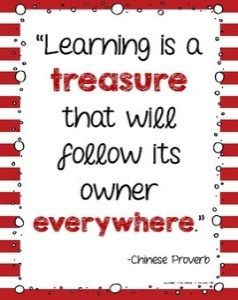 “Learning is a
treasure
that will
follow its
owner
everywhere.”
-Chinese Proverb